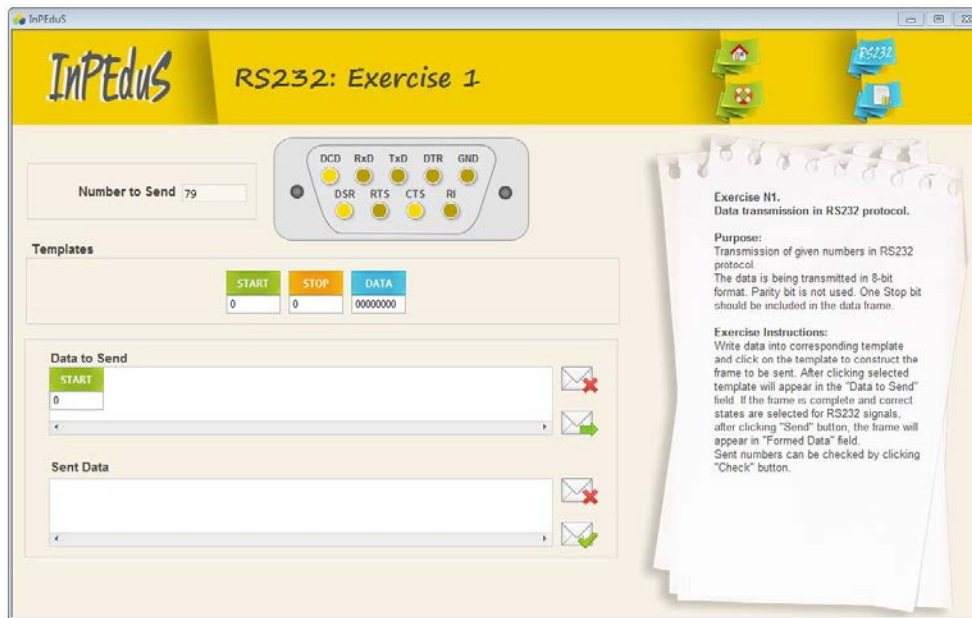 InPEduS
InPEduS
RS232: Exercise 1
RS232
DCD RxD TxD DTR GND
DSR RTS CTS RI
Number to Send 79
Templates
START STOP DATA
0 0 00000000
Data to Send
START
0
Sent Data
Exercise N1.
Data transmission in RS232 protocol.
Purpose:
Transmission of given numbers in RS232
protocol.
The data is being transmitted in 8-bit
format. Parity bit is not used. One Stop bit
should be included in the data frame.
Exercise Instructions:
Write data into corresponding template
and click on the template to construct the
frame to be sent. After clicking selected
template will appear in the "Data to Send"
field. If the frame is complete and correct
states are selected for RS232 signals,
after clicking "Send" button, the frame will
appear in "Formed Data" field.
Sent numbers can be checked by clicking
"Check" button.